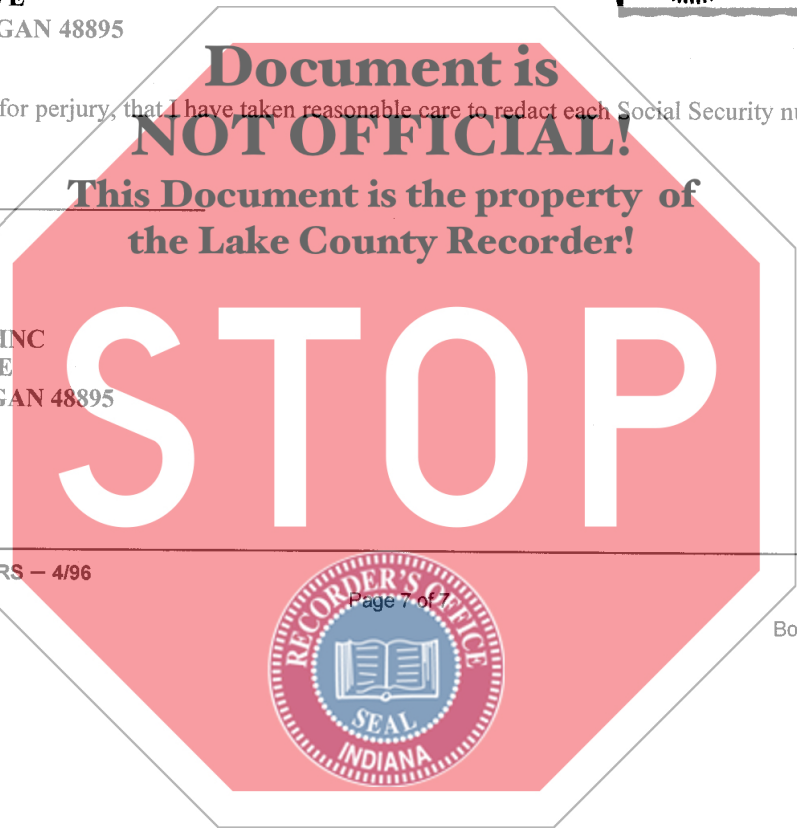 GAN 48895
Document is
for perjury, that I have taken reasonable care to redact each Social Security nu
NOT OFFICIAL!
This Document is the property of
the Lake County Recorder!
INC
E
GAN 48895
STOP
RS — 4/96
Page 7 of 7
Bo
RECORDER'S OFFICE
SEAL
INDIANA